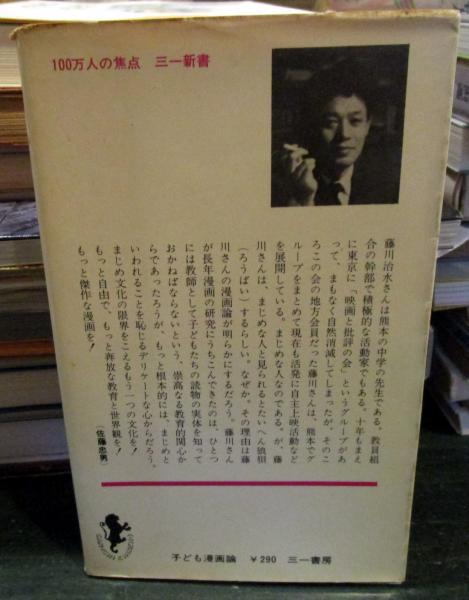 100万人の焦点 三一新書
藤川治水さんは熊本の中学の先生である。教員組
合の幹部で積極的な活動家でもある。十年もまえ
に東京に「映画と批評の会」というグループがあ
って、まもなく自然消滅してしまったが、そのこ
ろこの会の地方会員だった藤川さんは、熊本でグ
ループをまとめて現在も活発に自主上映活動など
を展開している。まじめな人なのである。が、藤
川さんは、まじめな人と見られるとたいへん狼狽
(ろうばい)するらしい。なぜか。その理由は藤
川さんの漫画論が明らかにするだろう。藤川さん
が長年漫画の研究にうちこんできたのは、ひとつ
には教師として子どもたちの読物の実体を知って
おかねばならないという、崇高なる教育的関心か
らであったろうが、もっと根本的には、まじめと
いわれることを恥じるデリケートな心からだろう。
まじめ文化の限界をこえるもう一つの文化を！
もっと自由で、もっと奔放な教育と世界観を！
もっと傑作な漫画を！
〔佐藤忠男〕
子ども漫画論 ￥290 三一書房